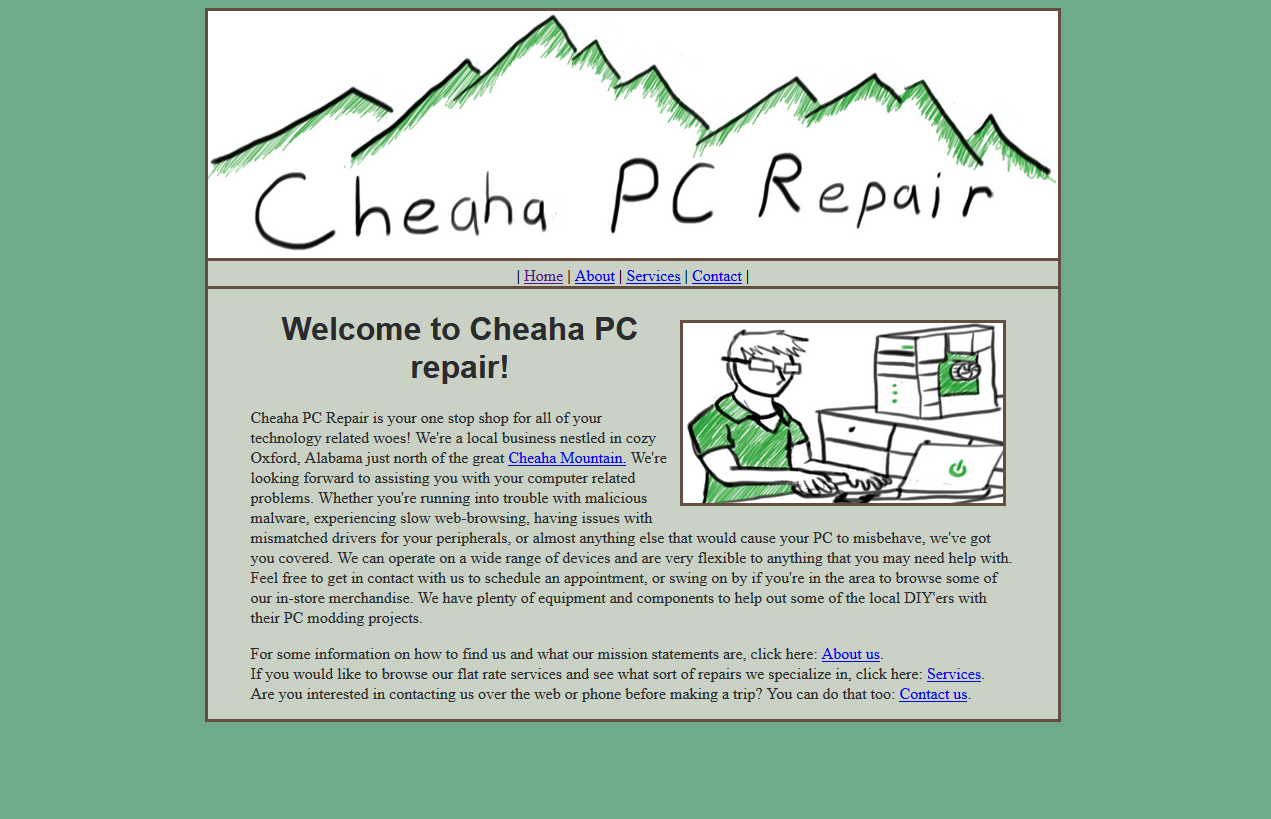 Cheaha PC Repair
| Home | About | Services | Contact |
Welcome to Cheaha PC
repair!
Cheaha PC Repair is your one stop shop for all of your
technology related woes! We're a local business nestled in cozy
Oxford, Alabama just north of the great Cheaha Mountain. We're
looking forward to assisting you with your computer related
problems. Whether you're running into trouble with malicious
malware, experiencing slow web-browsing, having issues with
mismatched drivers for your peripherals, or almost anything else that would cause your PC to misbehave, we've got
you covered. We can operate on a wide range of devices and are very flexible to anything that you may need help with.
Feel free to get in contact with us to schedule an appointment, or swing on by if you're in the area to browse some of
our in-store merchandise. We have plenty of equipment and components to help out some of the local DIY'ers with
their PC modding projects.
For some information on how to find us and what our mission statements are, click here: About us.
If you would like to browse our flat rate services and see what sort of repairs we specialize in, click here: Services.
Are you interested in contacting us over the web or phone before making a trip? You can do that too: Contact us.